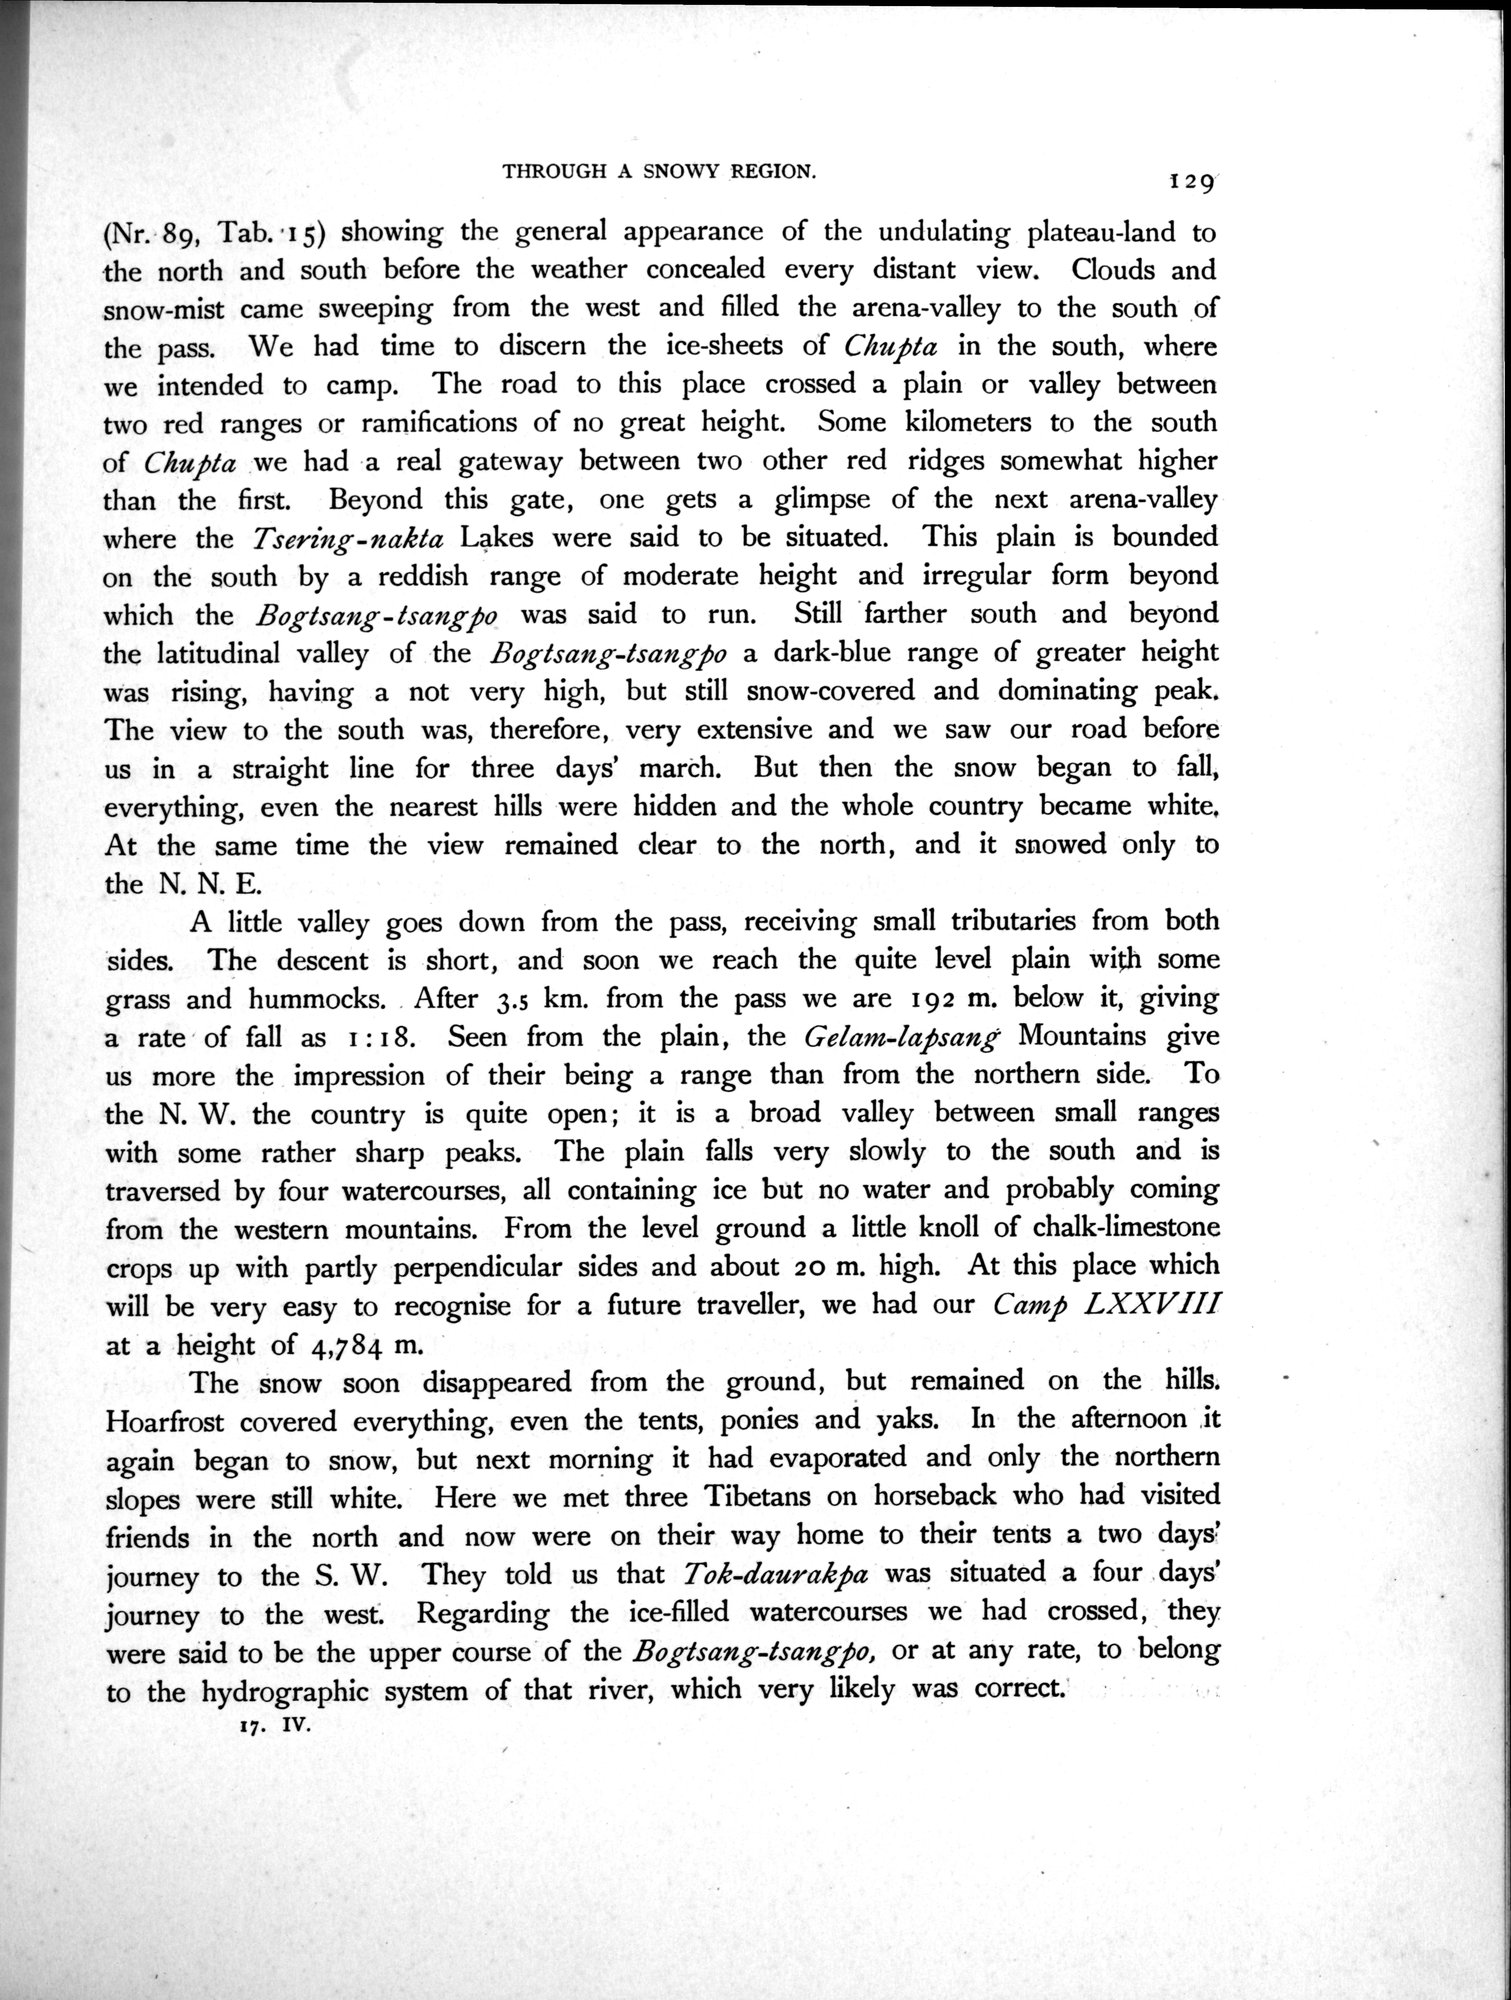 THROUGH A SNOWY REGION.
129
(Nr. 89, Tab. 15) showing the general appearance of the undulating plateau-land to
the north and south before the weather concealed every distant view. Clouds and
snow-mist came sweeping from the west and filled the arena-valley to the south of
the pass. We had time to discern the ice-sheets of Chupta in the south, where
we intended to camp. The road to this place crossed a plain or valley between
two red ranges or ramifications of no great height. Some kilometers to the south
of Chupta we had a real gateway between two other red ridges somewhat higher
than the first. Beyond this gate, one gets a glimpse of the next arena-valley
where the Tsering-nakta Lakes were said to be situated. This plain is bounded
on the south by a reddish range of moderate height and irregular form beyond
which the Bogtsang-tsangpo was said to run. Still farther south and beyond
the latitudinal valley of the Bogtsang-tsangpo a dark-blue range of greater height
was rising, having a not very high, but still snow-covered and dominating peak.
The view to the south was, therefore, very extensive and we saw our road before
us in a straight line for three days' march. But then the snow began to fall,
everything, even the nearest hills were hidden and the whole country became white.
At the same time the view remained clear to the north, and it snowed only to
the N. N. E.
A little valley goes down from the pass, receiving small tributaries from both
sides. The descent is short, and soon we reach the quite level plain with some
grass and hummocks. After 3.5 km. from the pass we are 192 m. below it, giving
a rate of fall as 1:18. Seen from the plain, the Gelam-lapsang Mountains give
us more the impression of their being a range than from the northern side. To
the N. W. the country is quite open; it is a broad valley between small ranges
with some rather sharp peaks. The plain falls very slowly to the south and is
traversed by four watercourses, all containing ice but no water and probably coming
from the western mountains. From the level ground a little knoll of chalk-limestone
crops up with partly perpendicular sides and about 20 m. high. At this place which
will be very easy to recognise for a future traveller, we had our Camp LXXVIII
at a height of 4,784 m.
The snow soon disappeared from the ground, but remained on the hills.
Hoarfrost covered everything, even the tents, ponies and yaks. In the afternoon it
again began to snow, but next morning it had evaporated and only the northern
slopes were still white. Here we met three Tibetans on horseback who had visited
friends in the north and now were on their way home to their tents a two days'
journey to the S. W. They told us that Tok-daurakpa was situated a four days'
journey to the west. Regarding the ice-filled watercourses we had crossed, they
were said to be the upper course of the Bogtsang-tsangpo, or at any rate, to belong
to the hydrographic system of that river, which very likely was correct.
17. IV.